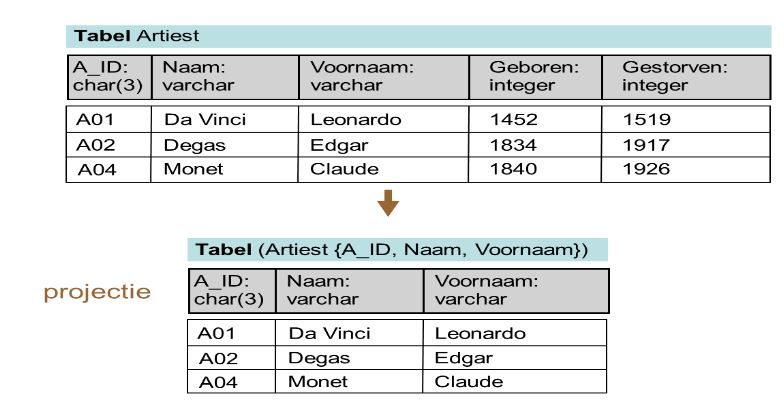 Tabel Artiest
A_ID: Naam: Voornaam: Geboren: Gestorven:
char(3) varchar varchar integer integer
A01 Da Vinci Leonardo 1452 1519
A02 Degas Edgar 1834 1917
A04 Monet Claude 1840 1926
Tabel (Artiest {A_ID, Naam, Voornaam})
projectie
A_ID: Naam: Voornaam:
char(3) varchar varchar
A01 Da Vinci Leonardo
A02 Degas Edgar
A04 Monet Claude